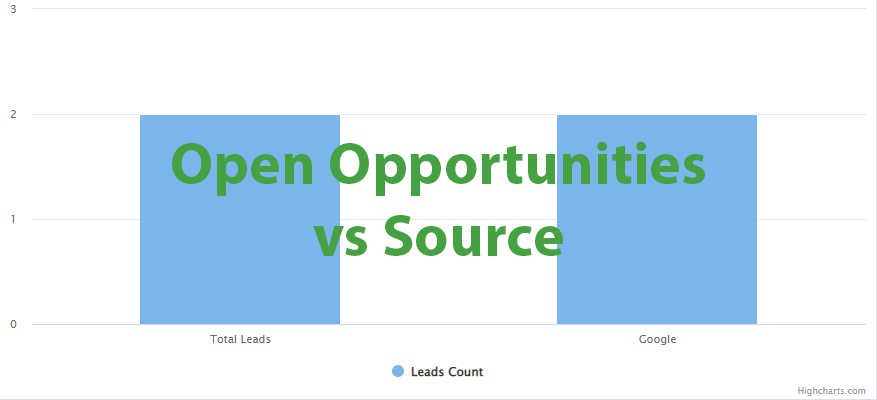 3
2
Open Opportunities
1
vs Source
0
Total Leads Google
Leads Count
Highcharts.com